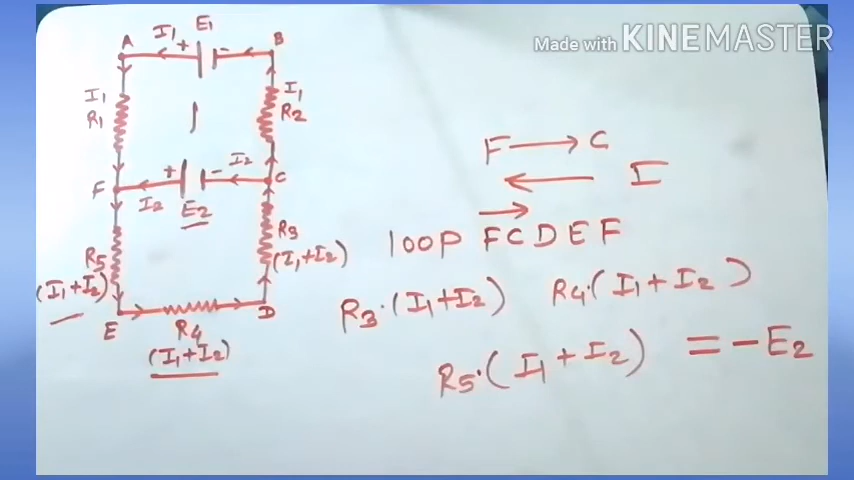 Made with KINEMASTER
E1
I1 + -
A B
I1 I1
R1 R2
I
+ - I2
F C
I2 E2
R5 R3
(I1+I2) (I1+I2)
E R4 D
(I1+I2)
F → C
← I
→
loop FCDEF
R3.(I1+I2) R4.(I1+I2)
R5.(I1+I2) = -E2